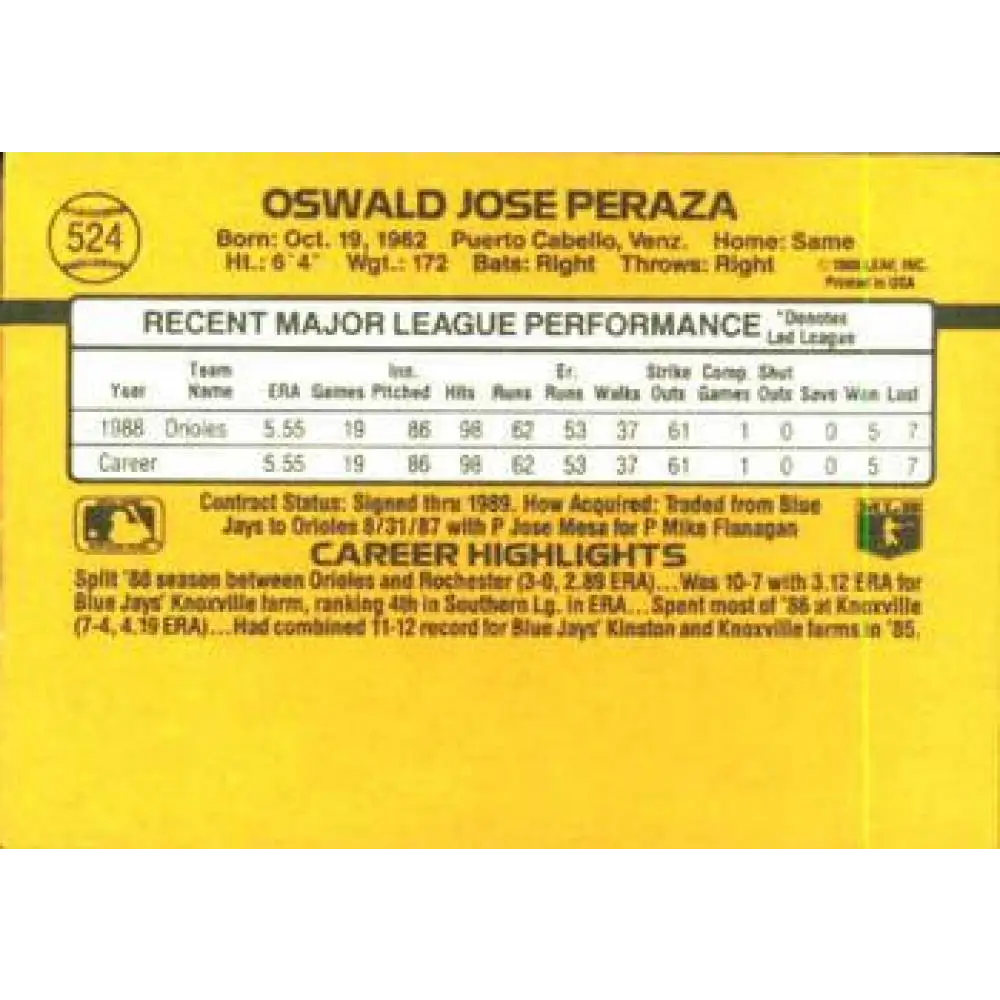 524
OSWALD JOSE PERAZA
Born: Oct. 19, 1962 Puerto Cabello, Venz. Home: Same
Ht.: 6'4" Wgt.: 172 Bats: Right Throws: Right
LEAF, INC.
Printed in USA
RECENT MAJOR LEAGUE PERFORMANCE *Denotes Led League
Year Team Name ERA Games Inn. Pitched Hits Runs Er. Runs Walks Strike Outs Comp. Games Shut Outs Save Won Lost
1988 Orioles 5.55 19 86 98 62 53 37 61 1 0 0 5 7
Career 5.55 19 86 98 62 53 37 61 1 0 0 5 7
Contract Status: Signed thru 1989. How Acquired: Traded from Blue
Jays to Orioles 8/31/87 with P Jose Mesa for P Mike Flanagan
CAREER HIGHLIGHTS
Split '88 season between Orioles and Rochester (3-0, 2.89 ERA)...Was 10-7 with 3.12 ERA for
Blue Jays' Knoxville farm, ranking 4th in Southern Lg. in ERA...Spent most of '86 at Knoxville
(7-4, 4.19 ERA)...Had combined 11-12 record for Blue Jays' Kinston and Knoxville farms in '85.